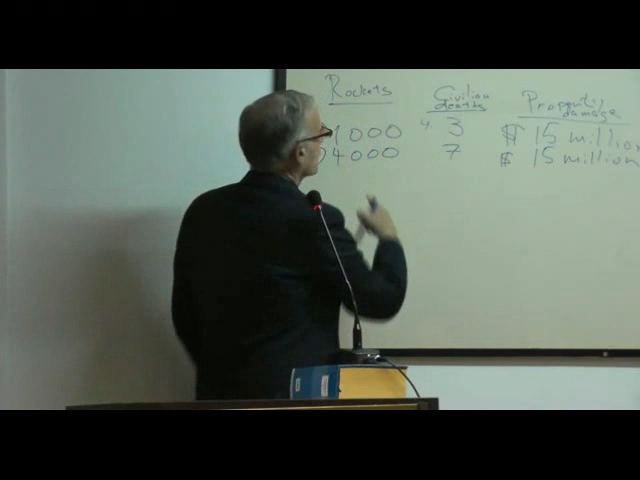 Rockets Civilian deaths Property damage
1000 3 $ 15 million
4000 7 $ 15 million